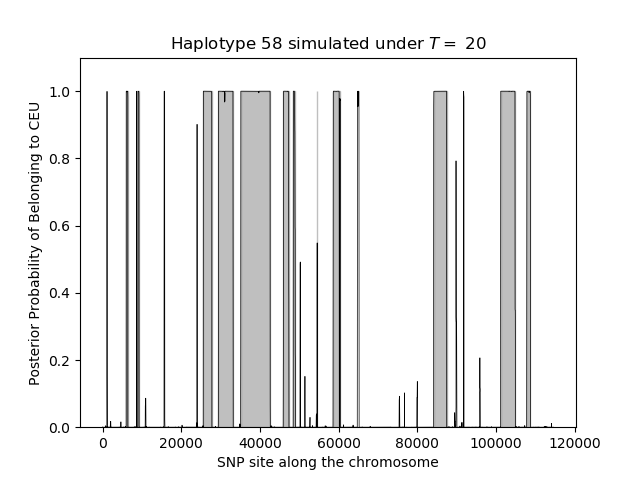 Haplotype 58 simulated under T = 20
Posterior Probability of Belonging to CEU
1.0
0.8
0.6
0.4
0.2
0.0
0 20000 40000 60000 80000 100000 120000
SNP site along the chromosome